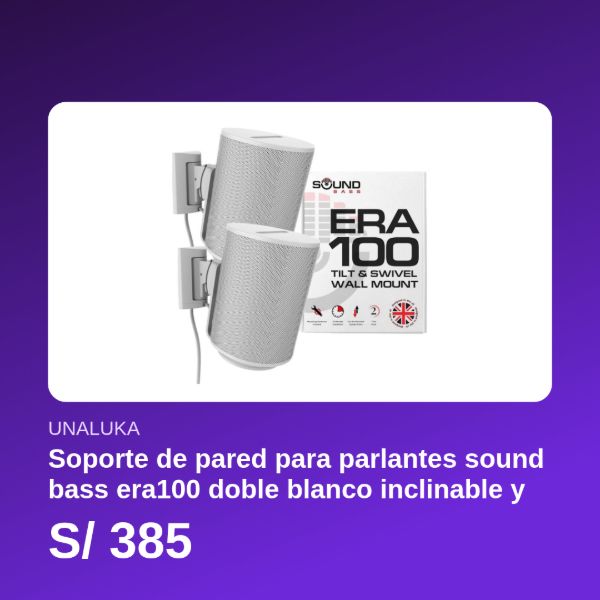 SOUND
BASS
ERA
100
TILT & SWIVEL
WALL MOUNT
UNALUKA
Soporte de pared para parlantes sound
bass era100 doble blanco inclinable y
S/ 385